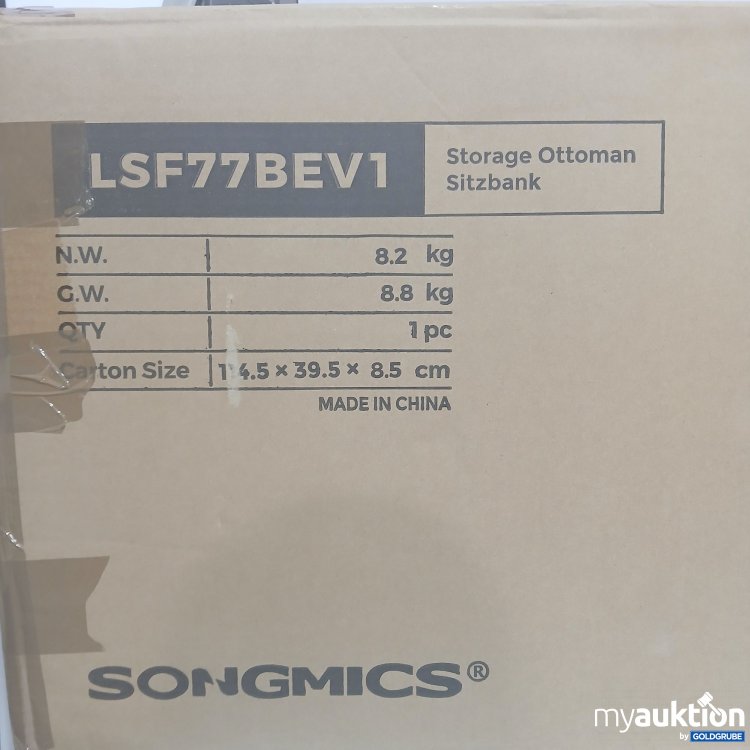 LSF77BEV1
Storage Ottoman
Sitzbank
N.W. 8.2 kg
G.W. 8.8 kg
QTY 1 pc
Carton Size × 39.5 × 8.5 cm
MADE IN CHINA
SONGMICS®
myauktion
by GOLDGRUBE